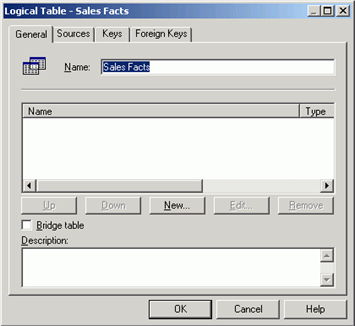 Logical Table - Sales Facts
General Sources Keys Foreign Keys
Name: Sales Facts
Name Type
Up Down New... Edit... Remove
Bridge table
Description:
OK Cancel Help